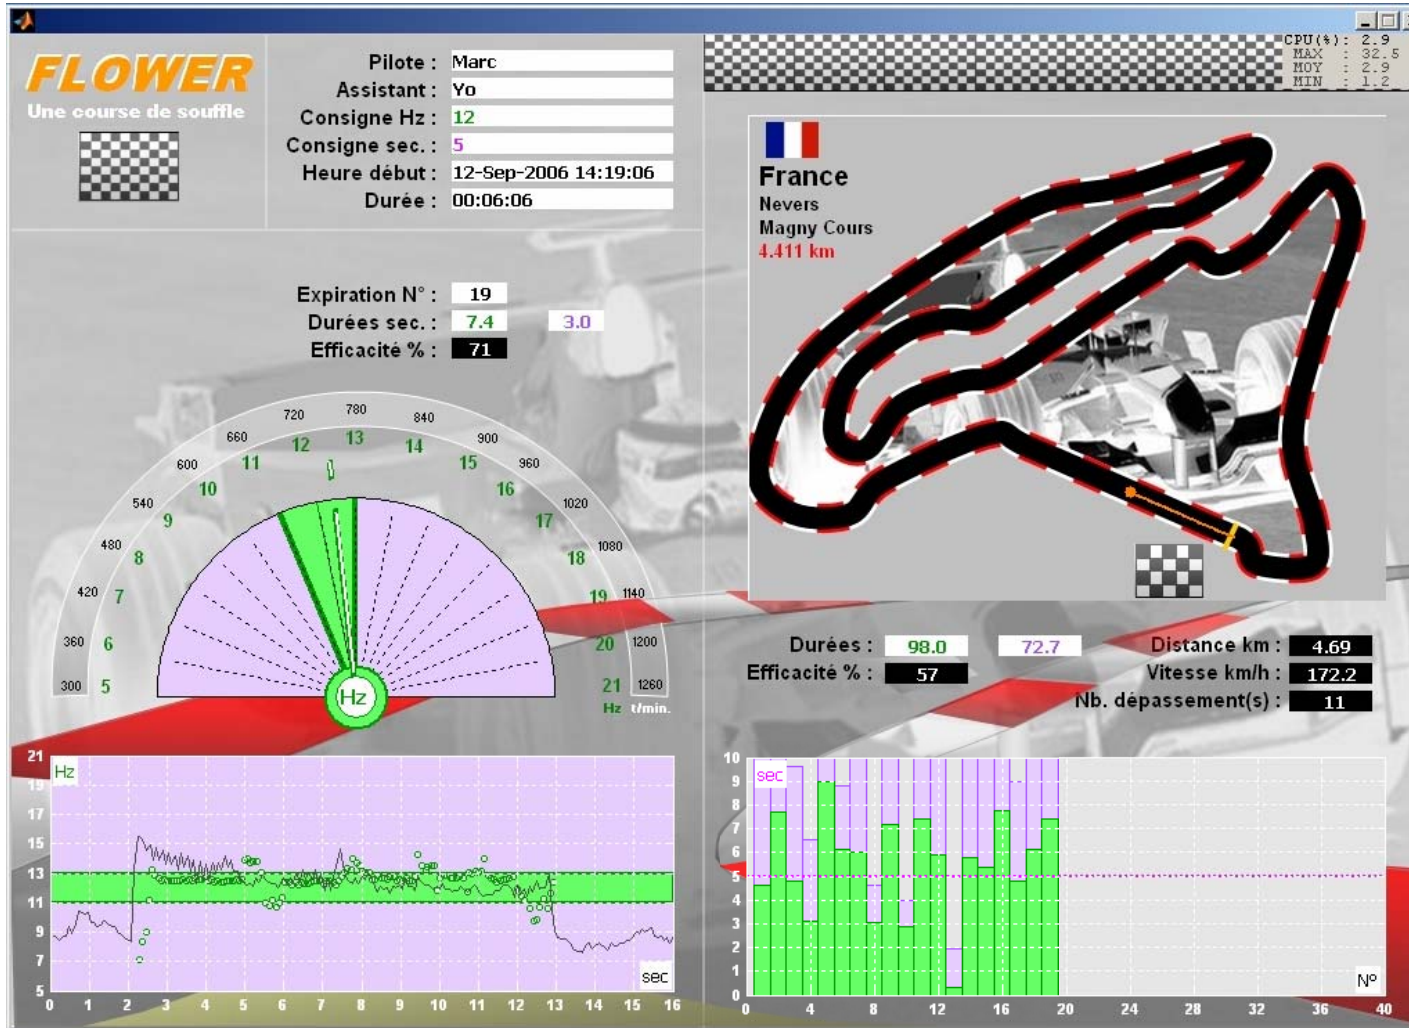 FLOWER
Une course de souffle
Pilote : Marc
Assistant : Yo
Consigne Hz : 12
Consigne sec. : 5
Heure début : 12-Sep-2006 14:19:06
Durée : 00:06:06
CPU(%): 2.9
MAX : 32.5
MOY : 2.9
MIN : 1.2
France
Nevers
Magny Cours
4.411 km
Expiration N° : 19
Durées sec. : 7.4 3.0
Efficacité % : 71
300 360 420 480 540 600 660 720 780 840 900 960 1020 1080 1140 1200 1260
5 6 7 8 9 10 11 12 13 14 15 16 17 18 19 20 21
Hz t/min.
Hz
Durées : 98.0 72.7
Efficacité % : 57
Distance km : 4.69
Vitesse km/h : 172.2
Nb. dépassement(s) : 11
Hz
21
19
17
15
13
11
9
7
5
0 1 2 3 4 5 6 7 8 9 10 11 12 13 14 15 16
sec
sec
10
9
8
7
6
5
4
3
2
1
0
0 4 8 12 16 20 24 28 32 36 40
N°